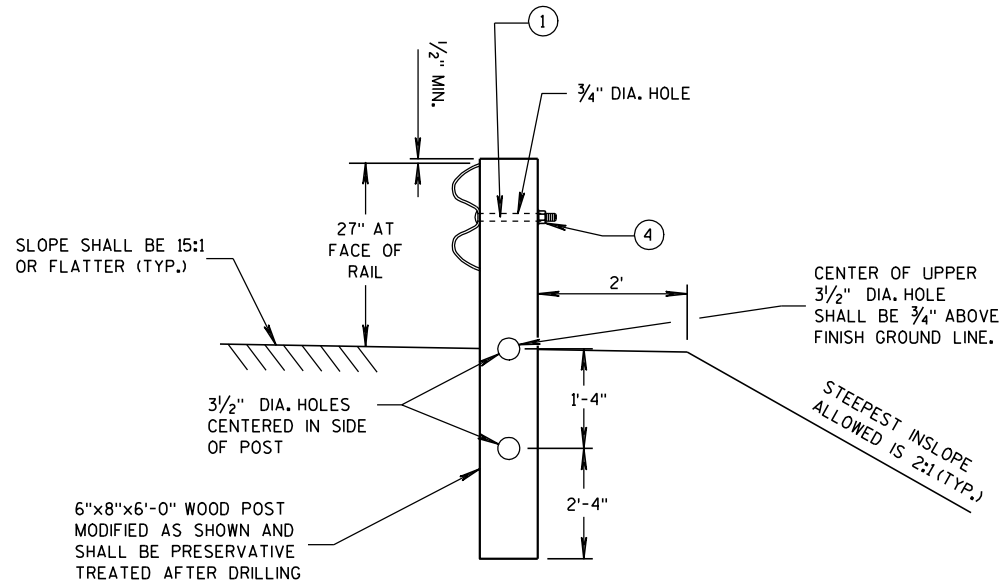 1
½" MIN.
¾" DIA. HOLE
27" AT
FACE OF
RAIL
4
SLOPE SHALL BE 15:1
OR FLATTER (TYP.)
2'
CENTER OF UPPER
3½" DIA. HOLE
SHALL BE ¾" ABOVE
FINISH GROUND LINE.
3½" DIA. HOLES
CENTERED IN SIDE
OF POST
1'-4"
STEEPEST INSLOPE
ALLOWED IS 2:1 (TYP.)
2'-4"
6"x8"x6'-0" WOOD POST
MODIFIED AS SHOWN AND
SHALL BE PRESERVATIVE
TREATED AFTER DRILLING